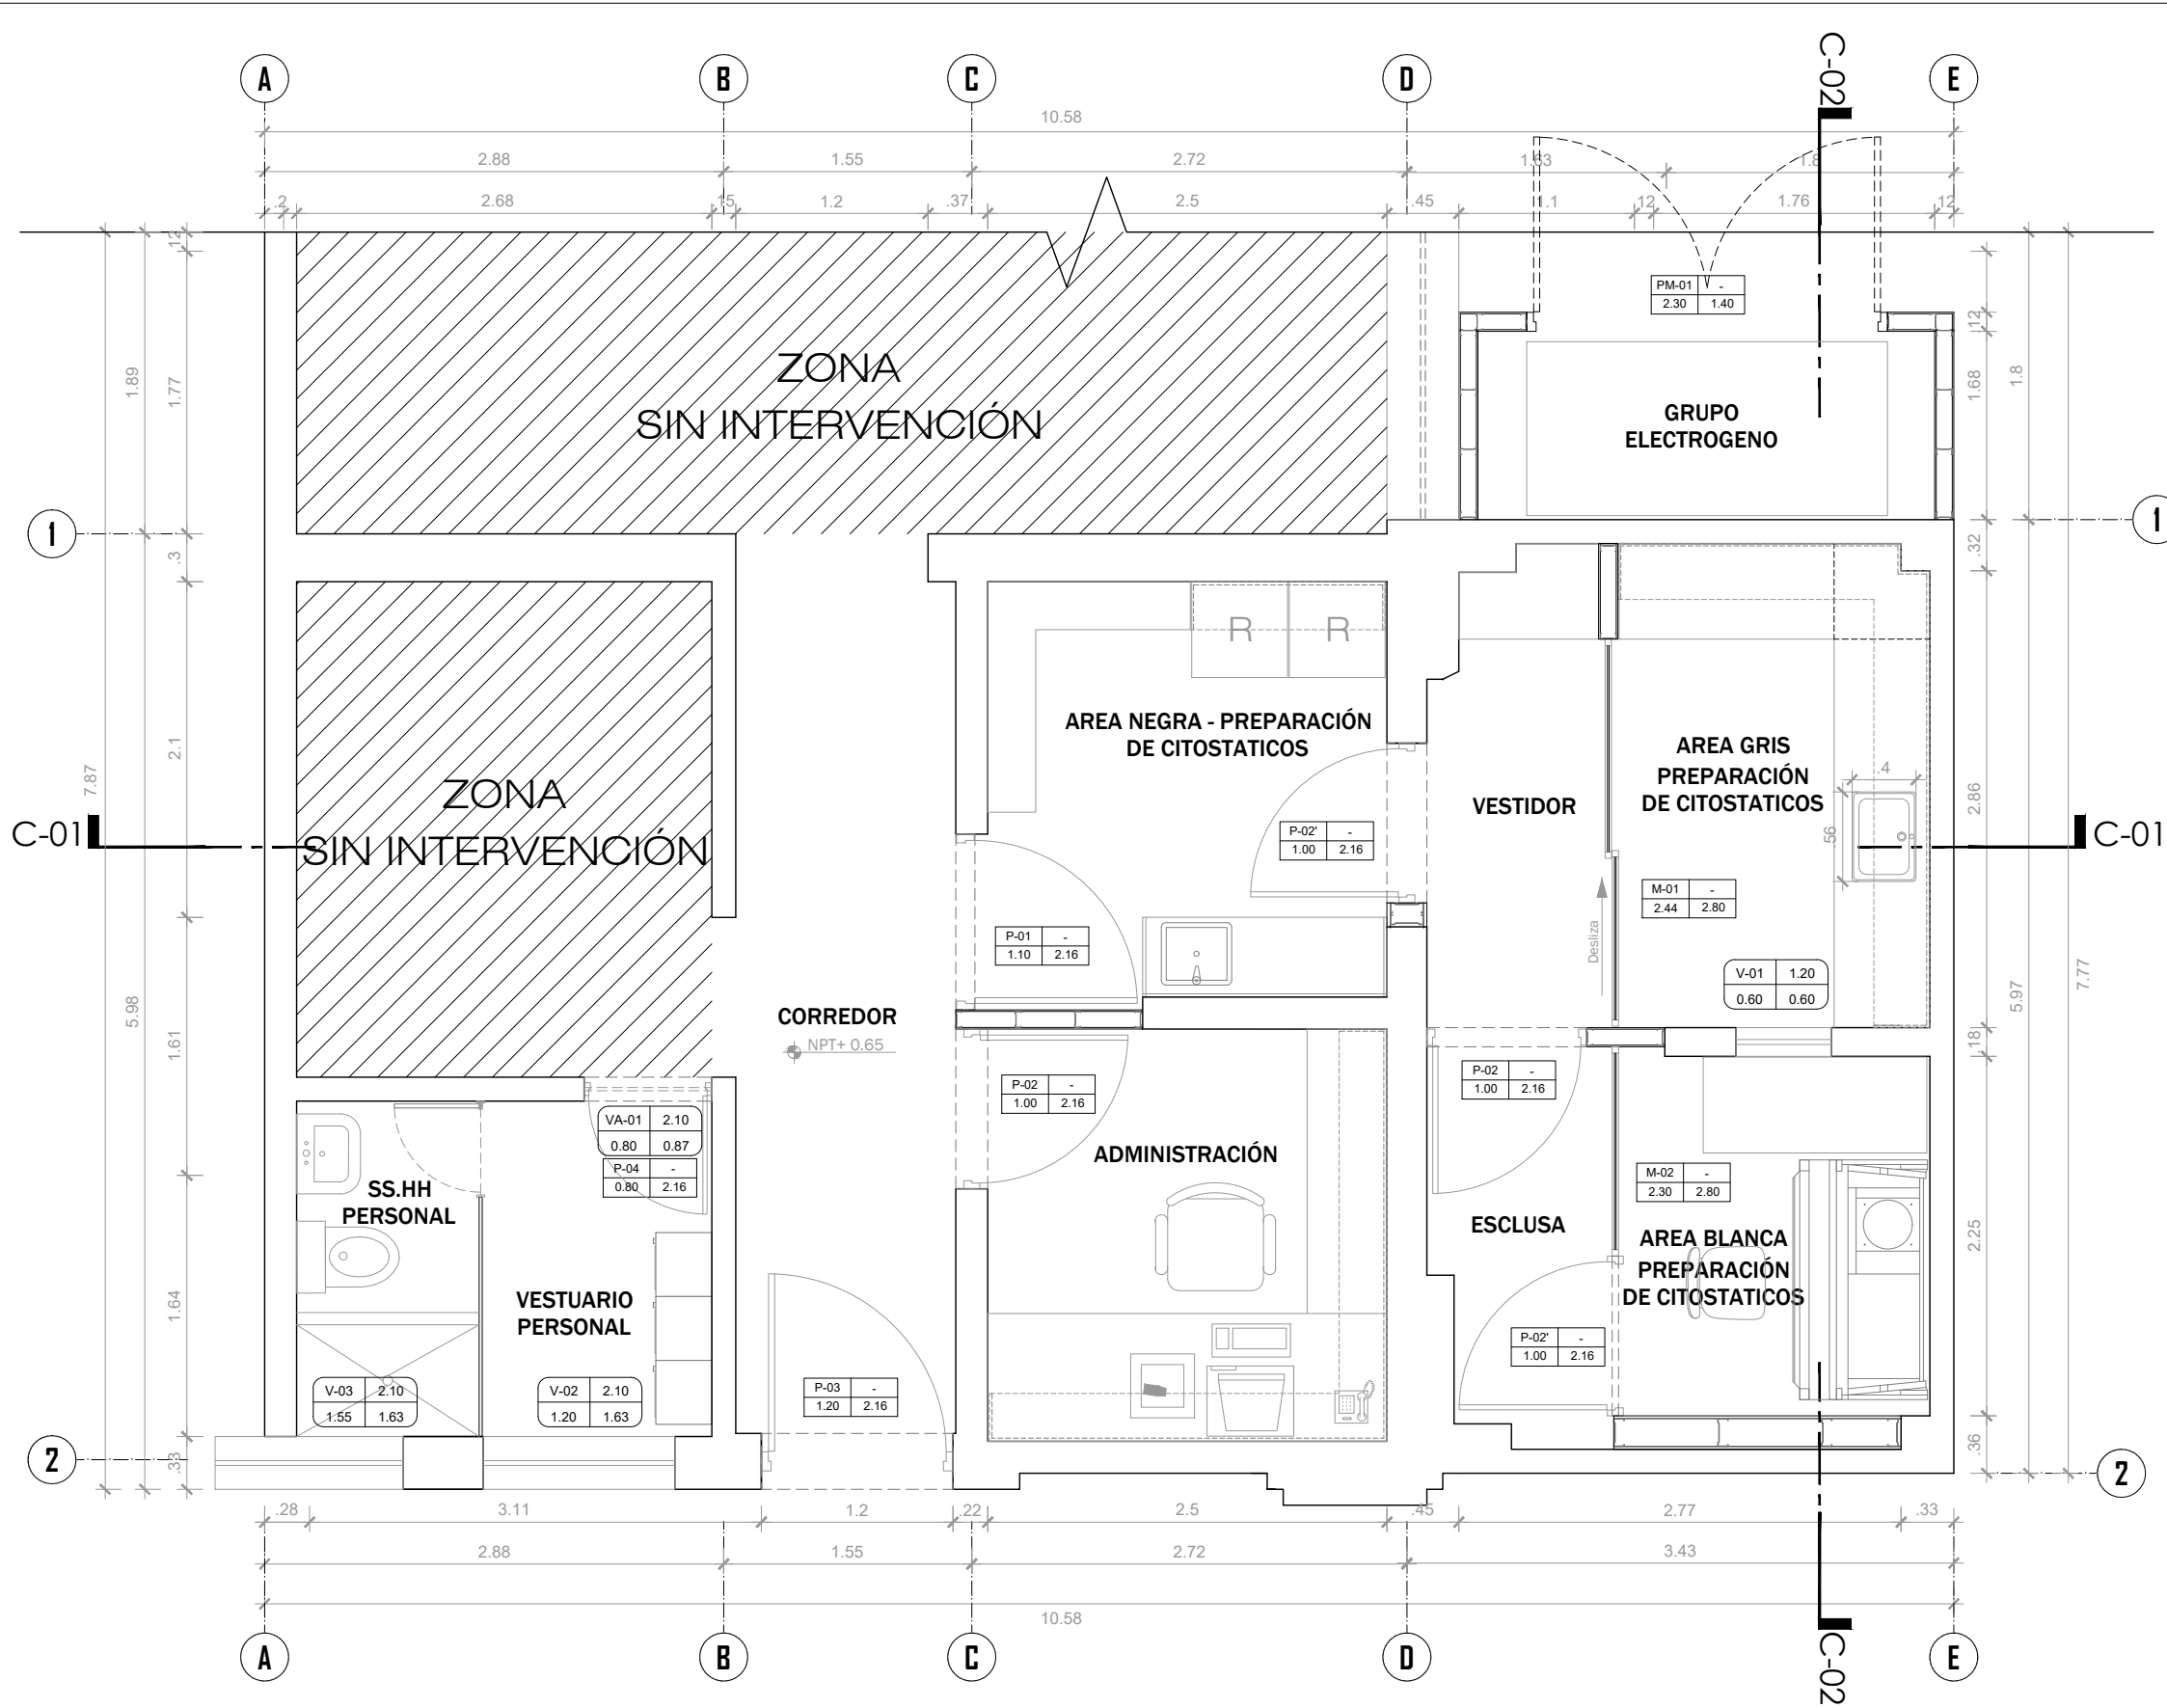 C-02
A B C D E
10.58
2.88 1.55 2.72 1.63 1.8
.2 2.68 .15 1.2 .37 2.5 .45 1.1 .12 1.76 .12
.12
PM-01 -
2.30 1.40
.12
ZONA
SIN INTERVENCIÓN
GRUPO
ELECTROGENO
1.89 1.77
1.68 1.8
1 1
.3
.32
R R
AREA NEGRA - PREPARACIÓN
DE CITOSTATICOS
AREA GRIS
PREPARACIÓN
DE CITOSTATICOS
VESTIDOR
.4
.56
2.1
7.87
2.86
ZONA
SIN INTERVENCIÓN
C-01 C-01
P-02' -
1.00 2.16
M-01 -
2.44 2.80
Desliza
P-01 -
1.10 2.16
V-01 1.20
0.60 0.60
7.77
5.98
5.97
CORREDOR
NPT+ 0.65
1.61
.18
P-02 -
1.00 2.16
P-02 -
1.00 2.16
VA-01 2.10
0.80 0.87
P-04 -
0.80 2.16
ADMINISTRACIÓN
M-02 -
2.30 2.80
SS.HH
PERSONAL
ESCLUSA
AREA BLANCA
PREPARACIÓN
DE CITOSTATICOS
2.25
1.64
VESTUARIO
PERSONAL
P-02' -
1.00 2.16
V-03 2.10
1.55 1.63
V-02 2.10
1.20 1.63
P-03 -
1.20 2.16
.33
.36
2 2
.28 3.11 1.2 .22 2.5 .45 2.77 .33
2.88 1.55 2.72 3.43
10.58
A B C D E
C-02